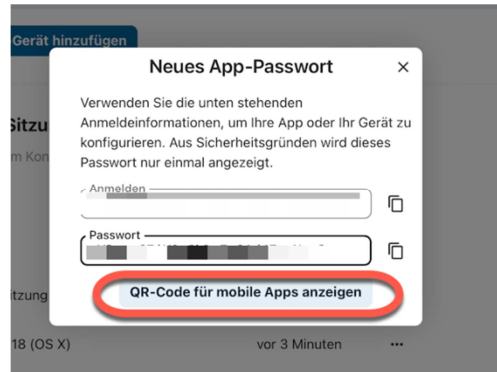 Gerät hinzufügen
Neues App-Passwort
Verwenden Sie die unten stehenden
Anmeldeinformationen, um Ihre App oder Ihr Gerät zu
konfigurieren. Aus Sicherheitsgründen wird dieses
Passwort nur einmal angezeigt.
Sitzu
m Kon
Anmelden
Passwort
QR-Code für mobile Apps anzeigen
itzung
18 (OS X)
vor 3 Minuten